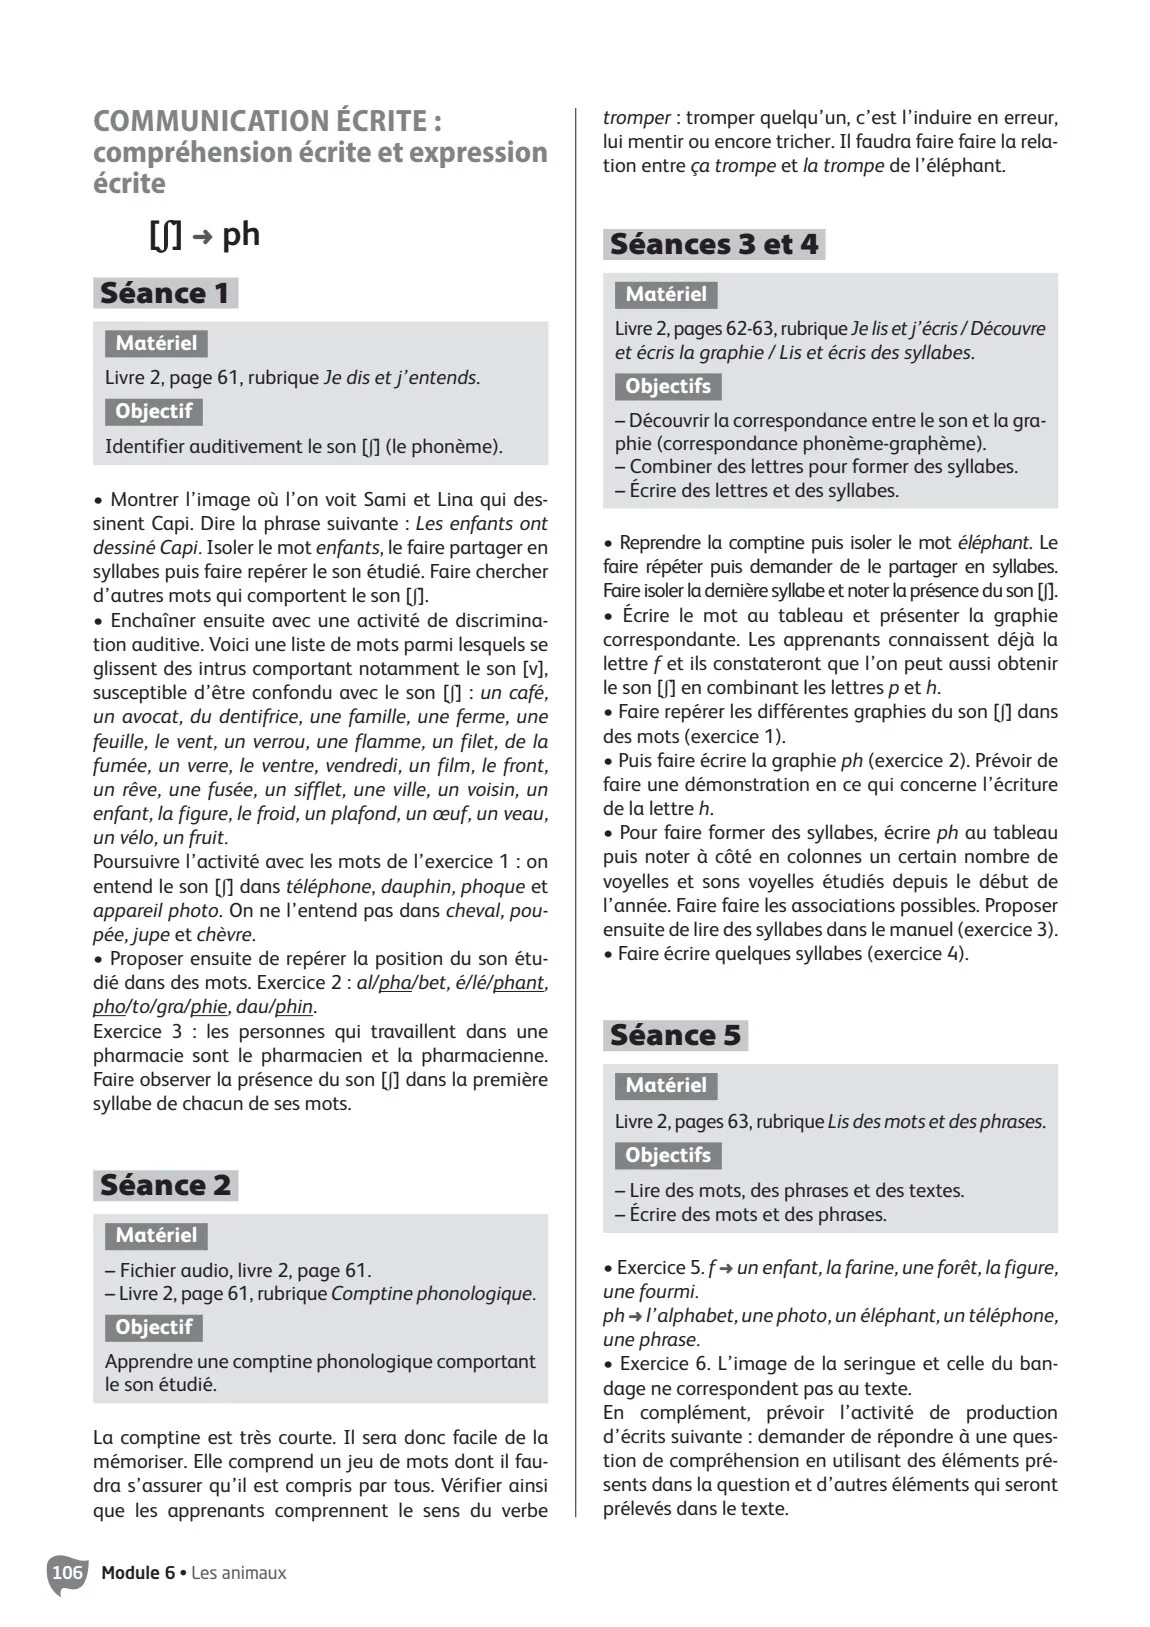 COMMUNICATION ÉCRITE :
compréhension écrite et expression
écrite
[ʃ] ➜ ph
Séance 1
Matériel
Livre 2, page 61, rubrique Je dis et j’entends.
Objectif
Identifier auditivement le son [ʃ] (le phonème).
• Montrer l’image où l’on voit Sami et Lina qui des-
sinent Capi. Dire la phrase suivante : Les enfants ont
dessiné Capi. Isoler le mot enfants, le faire partager en
syllabes puis faire repérer le son étudié. Faire chercher
d’autres mots qui comportent le son [ʃ].
• Enchaîner ensuite avec une activité de discrimina-
tion auditive. Voici une liste de mots parmi lesquels se
glissent des intrus comportant notamment le son [v],
susceptible d’être confondu avec le son [ʃ] : un café,
un avocat, du dentifrice, une famille, une ferme, une
feuille, le vent, un verrou, une flamme, un filet, de la
fumée, un verre, le ventre, vendredi, un film, le front,
un rêve, une fusée, un sifflet, une ville, un voisin, un
enfant, la figure, le froid, un plafond, un œuf, un veau,
un vélo, un fruit.
Poursuivre l’activité avec les mots de l’exercice 1 : on
entend le son [ʃ] dans téléphone, dauphin, phoque et
appareil photo. On ne l’entend pas dans cheval, pou-
pée, jupe et chèvre.
• Proposer ensuite de repérer la position du son étu-
dié dans des mots. Exercice 2 : al/pha/bet, é/lé/phant,
pho/to/gra/phie, dau/phin.
Exercice 3 : les personnes qui travaillent dans une
pharmacie sont le pharmacien et la pharmacienne.
Faire observer la présence du son [ʃ] dans la première
syllabe de chacun de ses mots.
Séance 2
Matériel
– Fichier audio, livre 2, page 61.
– Livre 2, page 61, rubrique Comptine phonologique.
Objectif
Apprendre une comptine phonologique comportant
le son étudié.
La comptine est très courte. Il sera donc facile de la
mémoriser. Elle comprend un jeu de mots dont il fau-
dra s’assurer qu’il est compris par tous. Vérifier ainsi
que les apprenants comprennent le sens du verbe
tromper : tromper quelqu’un, c’est l’induire en erreur,
lui mentir ou encore tricher. Il faudra faire faire la rela-
tion entre ça trompe et la trompe de l’éléphant.
Séances 3 et 4
Matériel
Livre 2, pages 62-63, rubrique Je lis et j’écris / Découvre
et écris la graphie / Lis et écris des syllabes.
Objectifs
– Découvrir la correspondance entre le son et la gra-
phie (correspondance phonème-graphème).
– Combiner des lettres pour former des syllabes.
– Écrire des lettres et des syllabes.
• Reprendre la comptine puis isoler le mot éléphant. Le
faire répéter puis demander de le partager en syllabes.
Faire isoler la dernière syllabe et noter la présence du son [ʃ].
• Écrire le mot au tableau et présenter la graphie
correspondante. Les apprenants connaissent déjà la
lettre f et ils constateront que l’on peut aussi obtenir
le son [ʃ] en combinant les lettres p et h.
• Faire repérer les différentes graphies du son [ʃ] dans
des mots (exercice 1).
• Puis faire écrire la graphie ph (exercice 2). Prévoir de
faire une démonstration en ce qui concerne l’écriture
de la lettre h.
• Pour faire former des syllabes, écrire ph au tableau
puis noter à côté en colonnes un certain nombre de
voyelles et sons voyelles étudiés depuis le début de
l’année. Faire faire les associations possibles. Proposer
ensuite de lire des syllabes dans le manuel (exercice 3).
• Faire écrire quelques syllabes (exercice 4).
Séance 5
Matériel
Livre 2, pages 63, rubrique Lis des mots et des phrases.
Objectifs
– Lire des mots, des phrases et des textes.
– Écrire des mots et des phrases.
• Exercice 5. f ➜ un enfant, la farine, une forêt, la figure,
une fourmi.
ph ➜ l’alphabet, une photo, un éléphant, un téléphone,
une phrase.
• Exercice 6. L’image de la seringue et celle du ban-
dage ne correspondent pas au texte.
En complément, prévoir l’activité de production
d’écrits suivante : demander de répondre à une ques-
tion de compréhension en utilisant des éléments pré-
sents dans la question et d’autres éléments qui seront
prélevés dans le texte.
106 Module 6 • Les animaux